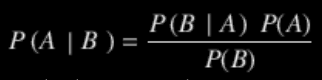 P(A | B) = P(B | A) P(A) / P(B)